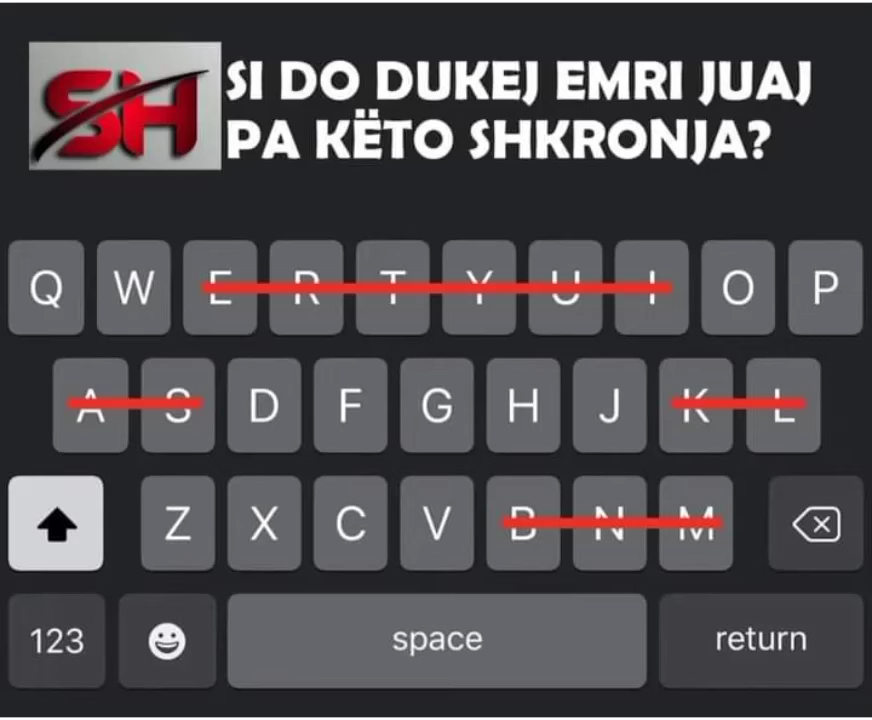 SH
SI DO DUKEJ EMRI JUAJ
PA KËTO SHKRONJA?
Q W E R T Y U I O P
A S D F G H J K L
Z X C V B N M
123 space return